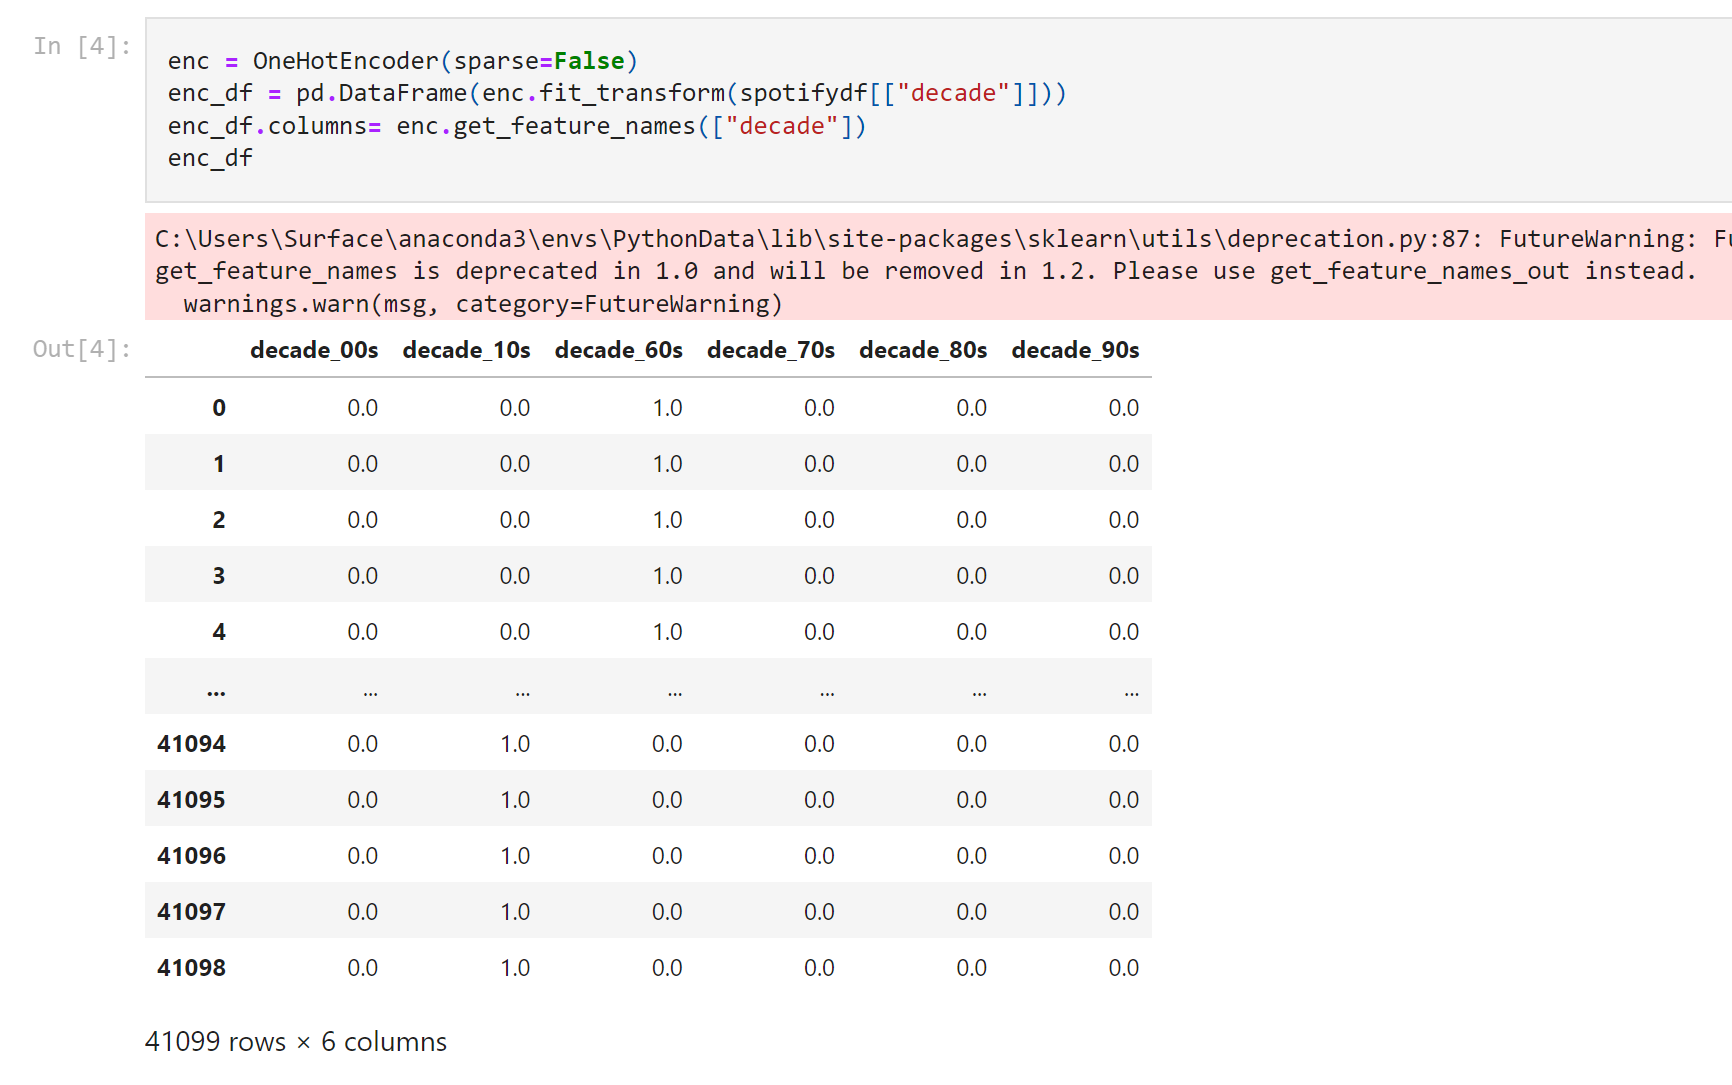 In [4]:
enc = OneHotEncoder(sparse=False)
enc_df = pd.DataFrame(enc.fit_transform(spotifydf[["decade"]]))
enc_df.columns= enc.get_feature_names(["decade"])
enc_df
C:\Users\Surface\anaconda3\envs\PythonData\lib\site-packages\sklearn\utils\deprecation.py:87: FutureWarning:
get_feature_names is deprecated in 1.0 and will be removed in 1.2. Please use get_feature_names_out instead.
warnings.warn(msg, category=FutureWarning)
Out[4]:
decade_00s decade_10s decade_60s decade_70s decade_80s decade_90s
0 0.0 0.0 1.0 0.0 0.0 0.0
1 0.0 0.0 1.0 0.0 0.0 0.0
2 0.0 0.0 1.0 0.0 0.0 0.0
3 0.0 0.0 1.0 0.0 0.0 0.0
4 0.0 0.0 1.0 0.0 0.0 0.0
... ... ... ... ... ... ...
41094 0.0 1.0 0.0 0.0 0.0 0.0
41095 0.0 1.0 0.0 0.0 0.0 0.0
41096 0.0 1.0 0.0 0.0 0.0 0.0
41097 0.0 1.0 0.0 0.0 0.0 0.0
41098 0.0 1.0 0.0 0.0 0.0 0.0
41099 rows × 6 columns